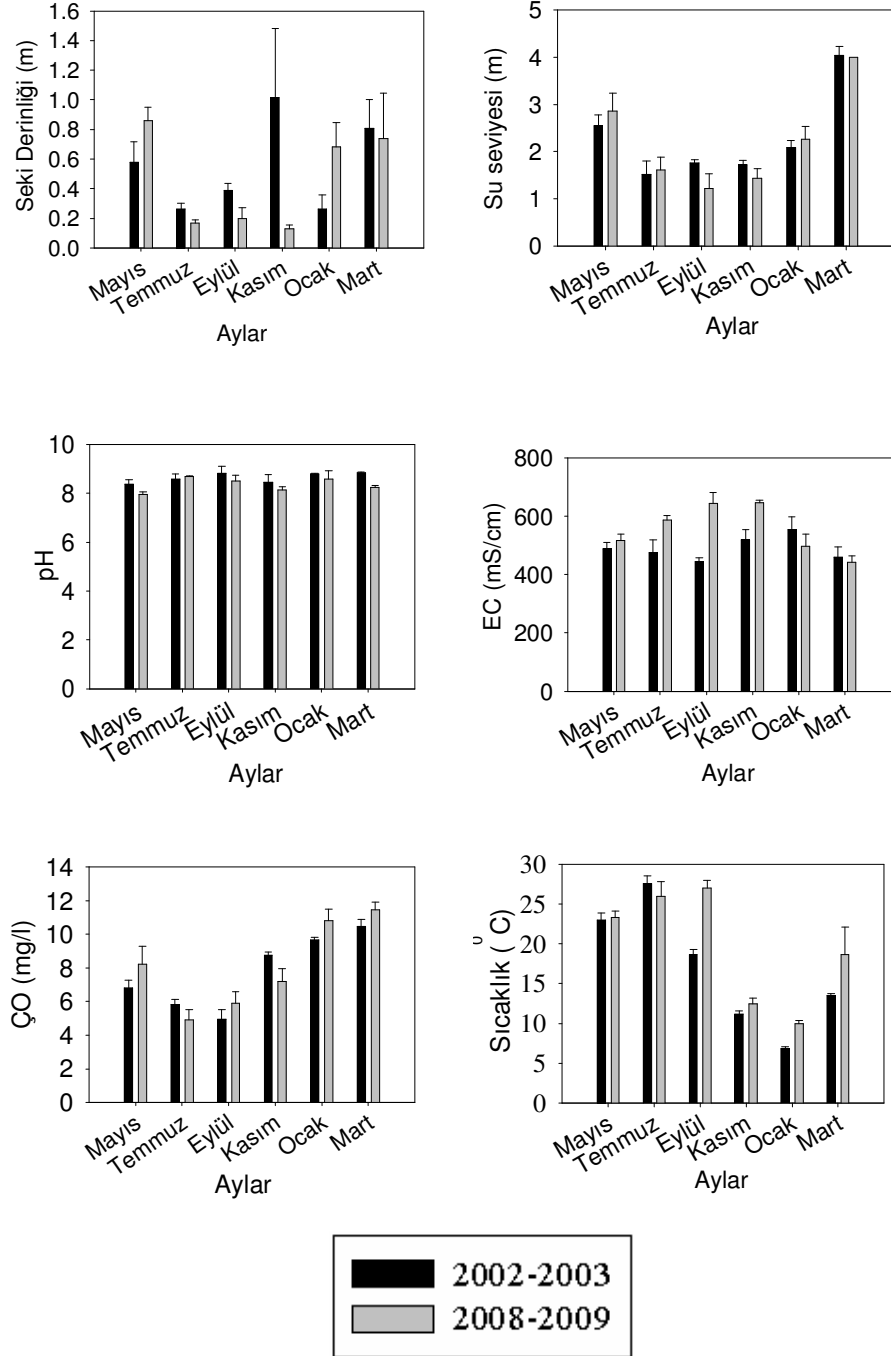 Seki Derinliği (m)
1.6
1.4
1.2
1.0
0.8
0.6
0.4
0.2
0.0
Mayıs
Temmuz
Eylül
Kasım
Ocak
Mart
Aylar
Su seviyesi (m)
5
4
3
2
1
0
Mayıs
Temmuz
Eylül
Kasım
Ocak
Mart
Aylar
pH
10
8
6
4
2
0
Mayıs
Temmuz
Eylül
Kasım
Ocak
Mart
Aylar
EC (mS/cm)
800
600
400
200
0
Mayıs
Temmuz
Eylül
Kasım
Ocak
Mart
Aylar
ÇO (mg/l)
14
12
10
8
6
4
2
0
Mayıs
Temmuz
Eylül
Kasım
Ocak
Mart
Aylar
Sıcaklık (⁰ C)
30
25
20
15
10
5
0
Mayıs
Temmuz
Eylül
Kasım
Ocak
Mart
Aylar
2002-2003
2008-2009